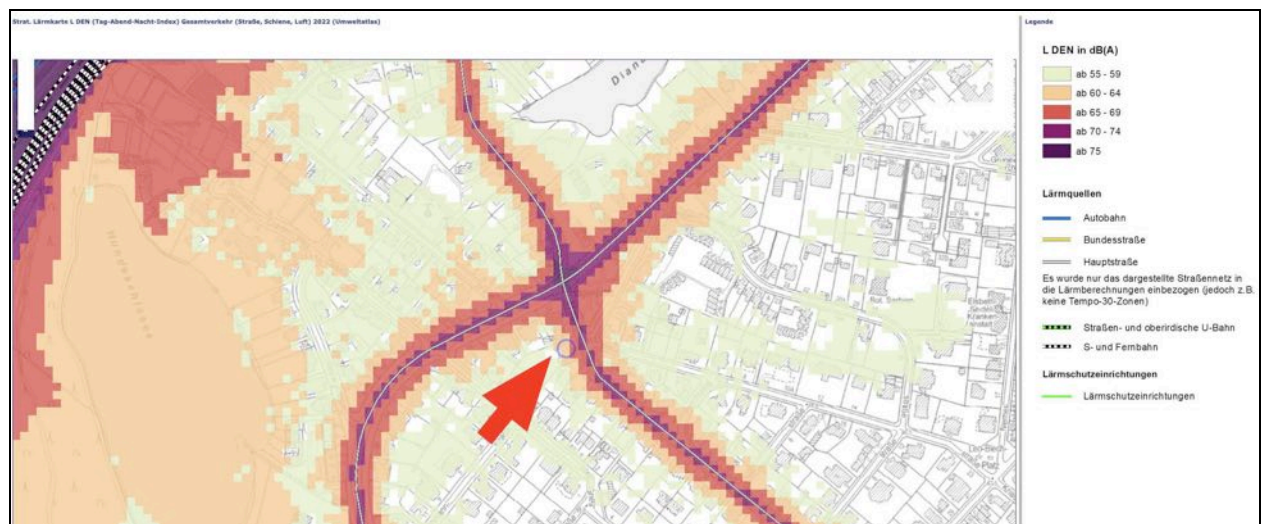 Strat. Lärmkarte L DEN (Tag-Abend-Nacht-Index) Gesamtverkehr (Straße, Schiene, Luft) 2022 (Umweltatlas)
Legende
L DEN in dB(A)
ab 55 - 59
ab 60 - 64
ab 65 - 69
ab 70 - 74
ab 75
Lärmquellen
Autobahn
Bundesstraße
Hauptstraße
Es wurde nur das dargestellte Straßennetz in
die Lärmberechnungen einbezogen (jedoch z.B.
keine Tempo-30-Zonen)
Straßen- und oberirdische U-Bahn
S- und Fernbahn
Lärmschutzeinrichtungen
Lärmschutzeinrichtungen
Hundekehlesee
Diana
Platz